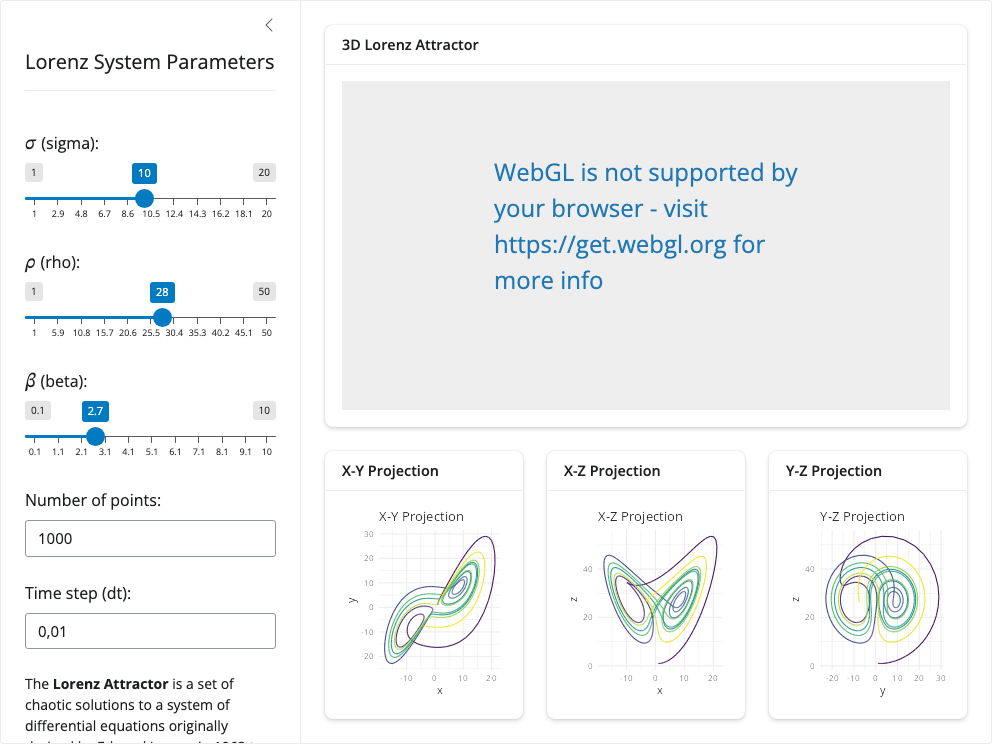 Lorenz System Parameters
σ (sigma):
1 10 20
1 2.9 4.8 6.7 8.6 10.5 12.4 14.3 16.2 18.1 20
ρ (rho):
1 28 50
1 5.9 10.8 15.7 20.6 25.5 30.4 35.3 40.2 45.1 50
β (beta):
0.1 2.7 10
0.1 1.1 2.1 3.1 4.1 5.1 6.1 7.1 8.1 9.1 10
Number of points:
1000
Time step (dt):
0,01
The Lorenz Attractor is a set of
chaotic solutions to a system of
differential equations originally
3D Lorenz Attractor
WebGL is not supported by
your browser - visit
https://get.webgl.org for
more info
X-Y Projection
X-Y Projection
30
20
10
0
-10
-20
y
-10 0 10 20
x
X-Z Projection
X-Z Projection
40
20
0
z
-10 0 10 20
x
Y-Z Projection
Y-Z Projection
40
20
0
z
-20 -10 0 10 20 30
y